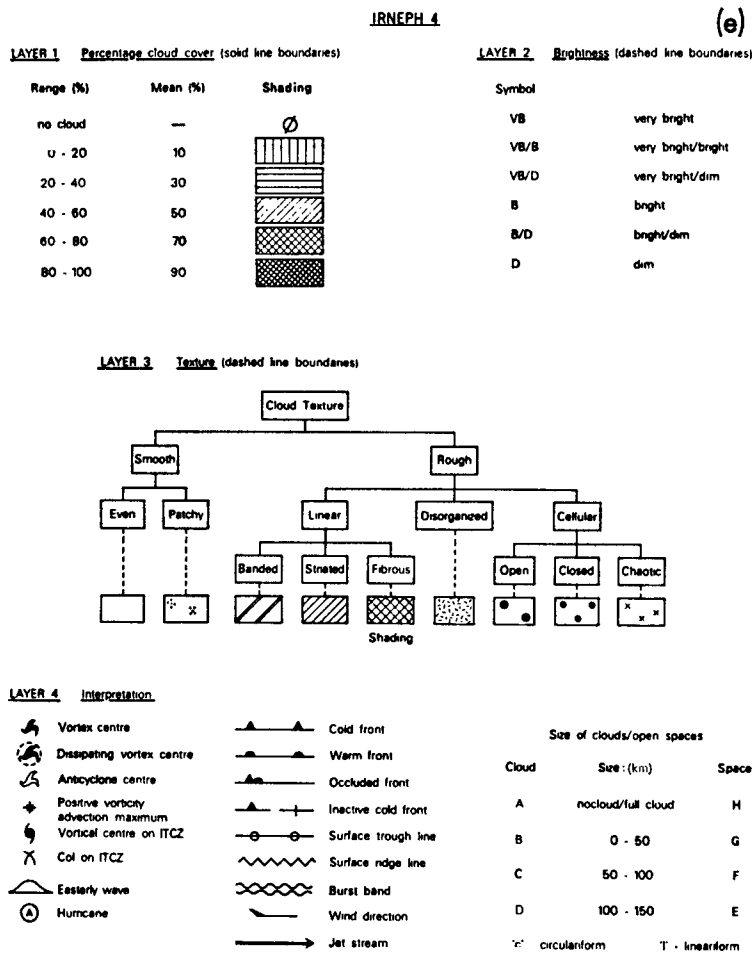 IRNEPH 4
(e)
LAYER 1 Percentage cloud cover (solid line boundaries)
Range (%) Mean (%) Shading
no cloud — Ø
0 - 20 10
20 - 40 30
40 - 60 50
60 - 80 70
80 - 100 90
LAYER 2 Brightness (dashed line boundaries)
Symbol
VB very bright
VB/B very bright/bright
VB/D very bright/dim
B bright
B/D bright/dim
D dim
LAYER 3 Texture (dashed line boundaries)
Cloud Texture
Smooth Rough
Even Patchy Linear Disorganized Cellular
Banded Striated Fibrous Open Closed Chaotic
Shading
LAYER 4 Interpretation
Vortex centre
Dissipating vortex centre
Anticyclone centre
Positive vorticity
advection maximum
Vortical centre on ITCZ
Col on ITCZ
Easterly wave
A Hurricane
Cold front
Warm front
Occluded front
Inactive cold front
Surface trough line
Surface ridge line
Burst band
Wind direction
Jet stream
Size of clouds/open spaces
Cloud Size: (km) Space
A nocloud/full cloud H
B 0 - 50 G
C 50 - 100 F
D 100 - 150 E
'c' circulariform 'l' - lineariform